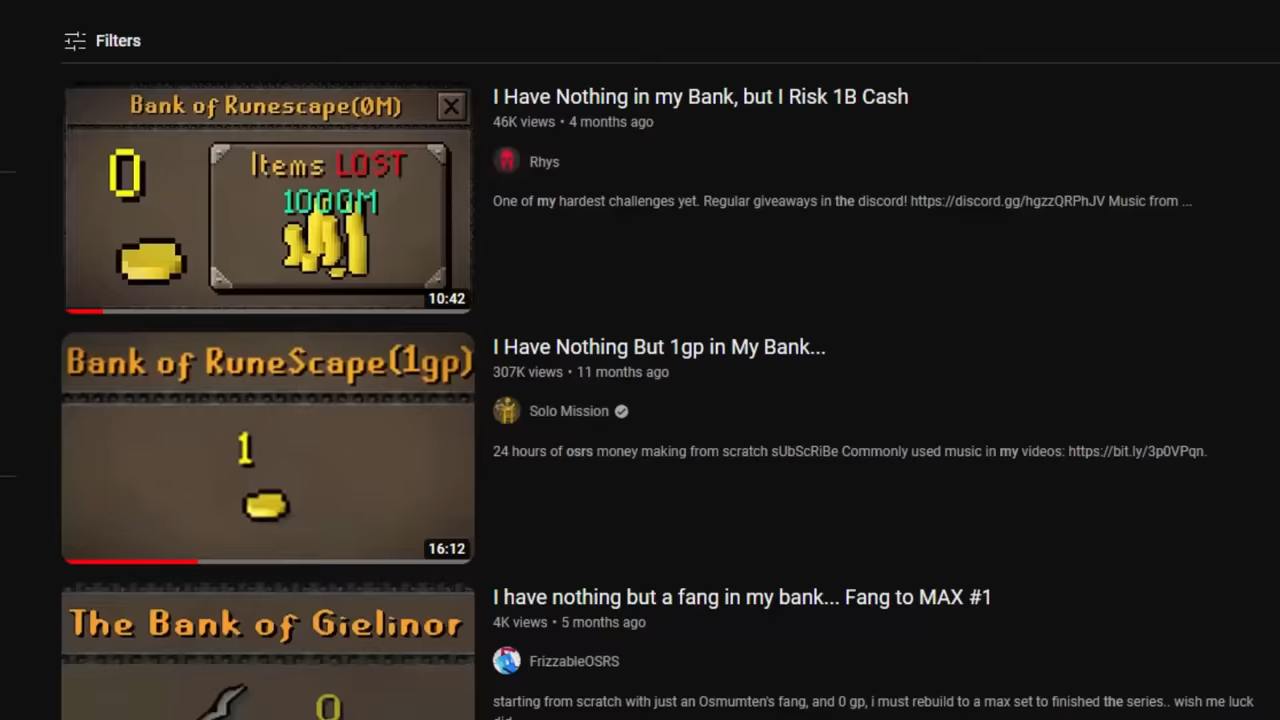 Filters
Bank of Runescape(0M)
0
Items LOST
1000M
10:42
I Have Nothing in my Bank, but I Risk 1B Cash
46K views • 4 months ago
Rhys
One of my hardest challenges yet. Regular giveaways in the discord! https://discord.gg/hgzzQRPhJV Music from ...
Bank of RuneScape(1gp)
1
16:12
I Have Nothing But 1gp in My Bank...
307K views • 11 months ago
Solo Mission
24 hours of osrs money making from scratch sUbScRiBe Commonly used music in my videos: https://bit.ly/3p0VPqn.
The Bank of Gielinor
0
I have nothing but a fang in my bank... Fang to MAX #1
4K views • 5 months ago
FrizzableOSRS
starting from scratch with just an Osmumten's fang, and 0 gp, i must rebuild to a max set to finished the series.. wish me luck